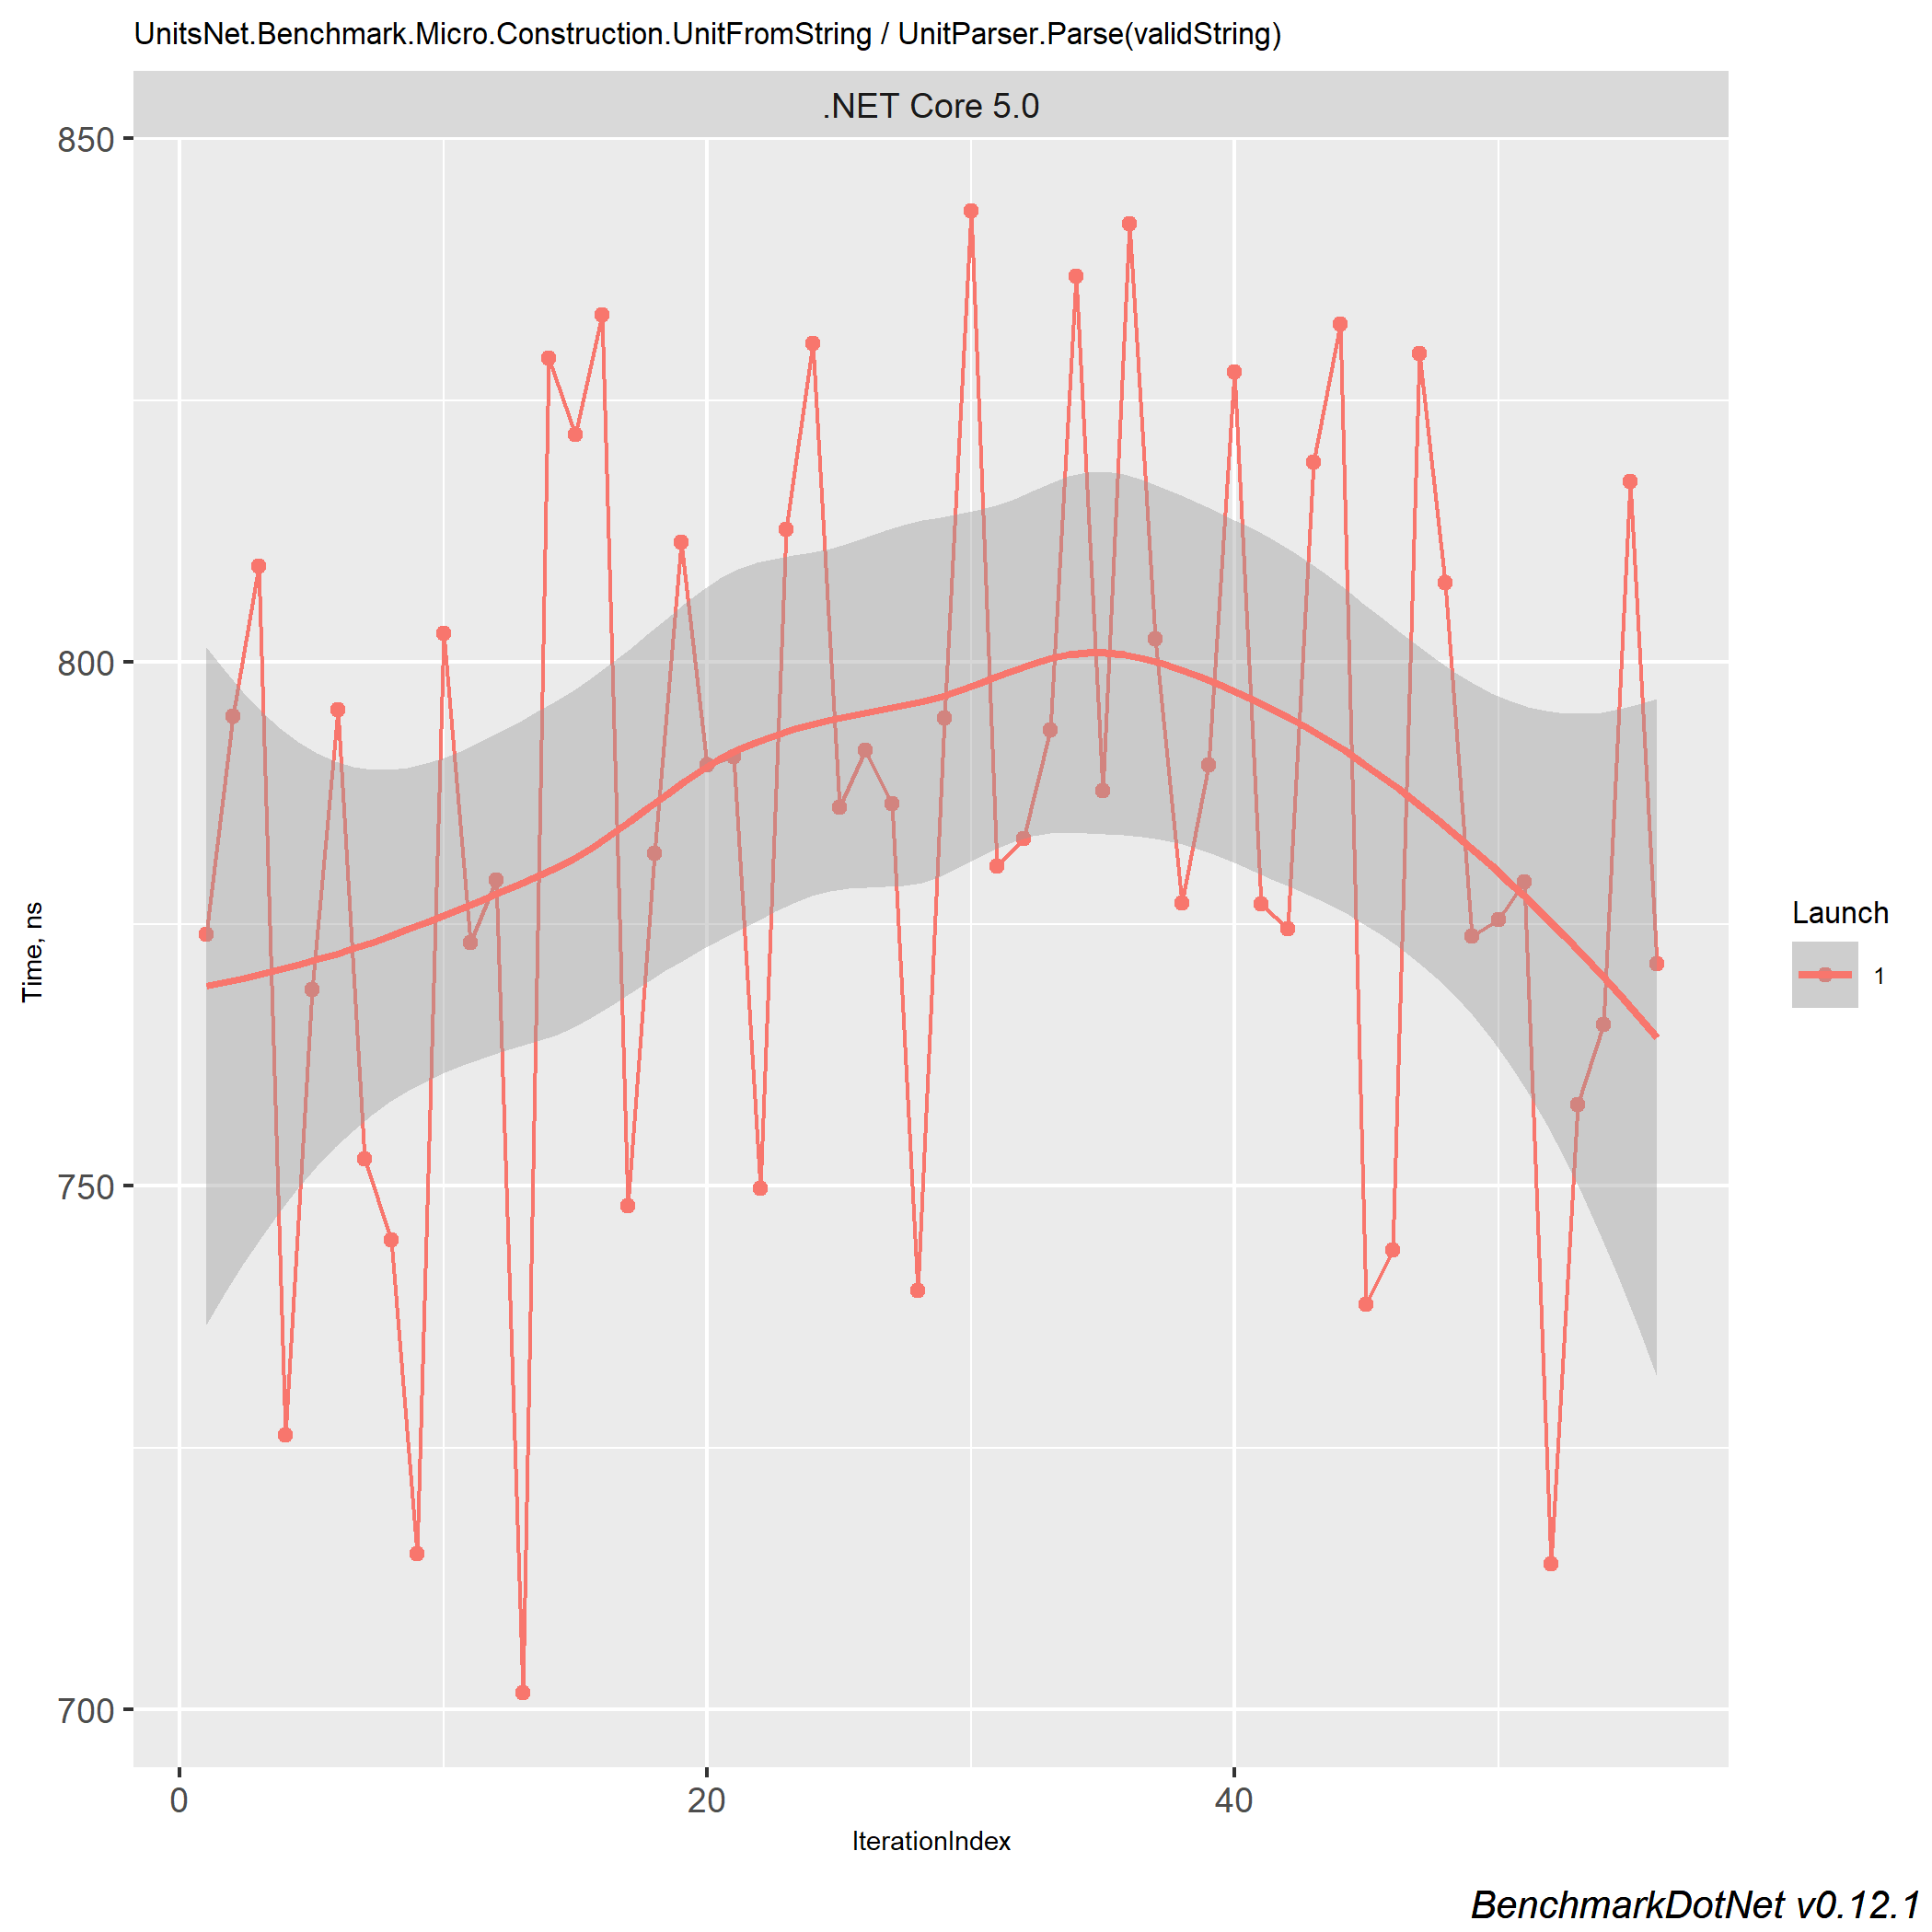 UnitsNet.Benchmark.Micro.Construction.UnitFromString / UnitParser.Parse(validString)
.NET Core 5.0
850
800
750
700
Time, ns
0 20 40
IterationIndex
Launch
1
BenchmarkDotNet v0.12.1